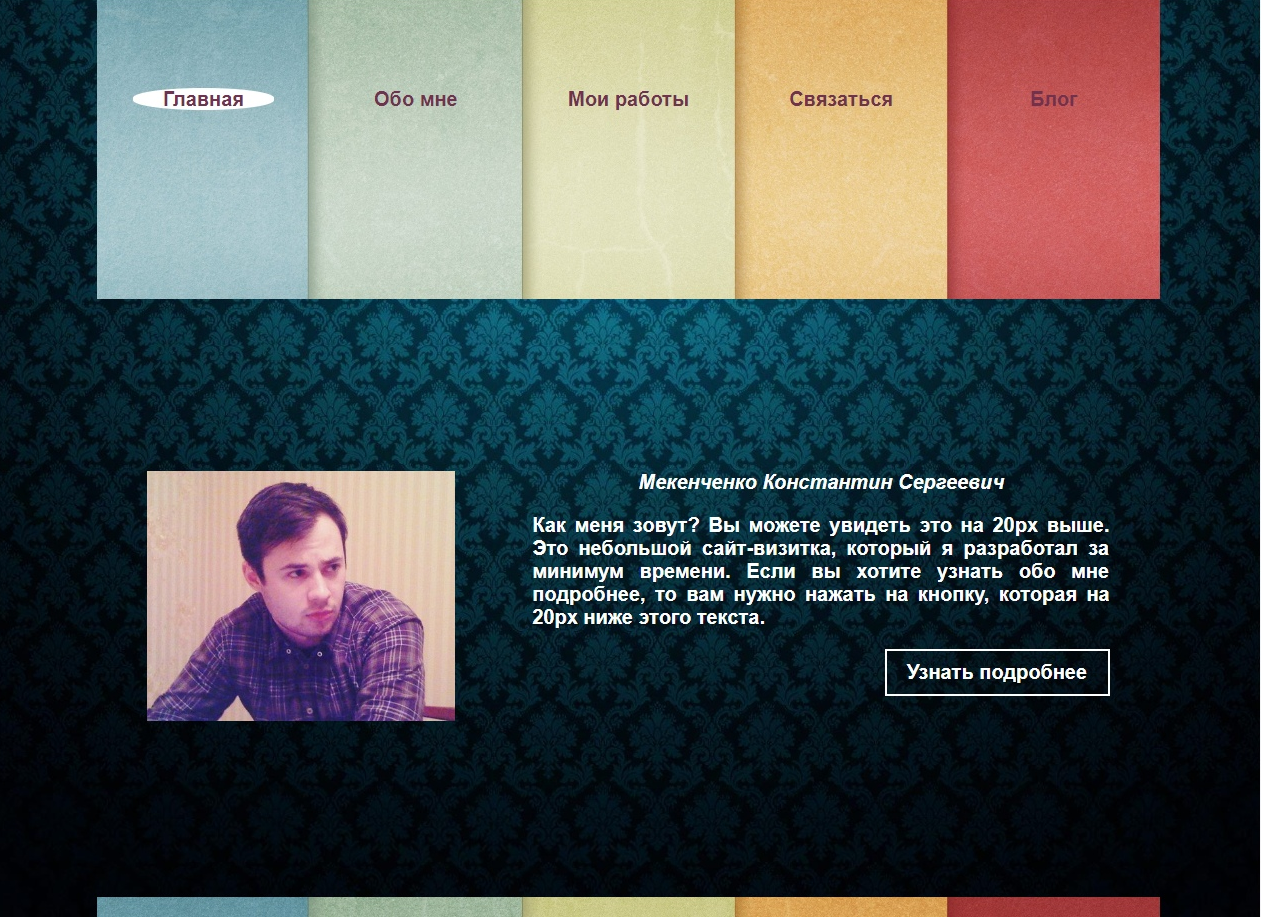 Главная Обо мне Мои работы Связаться Блог
Мекенченко Константин Сергеевич
Как меня зовут? Вы можете увидеть это на 20px выше.
Это небольшой сайт-визитка, который я разработал за
минимум времени. Если вы хотите узнать обо мне
подробнее, то вам нужно нажать на кнопку, которая на
20px ниже этого текста.
Узнать подробнее